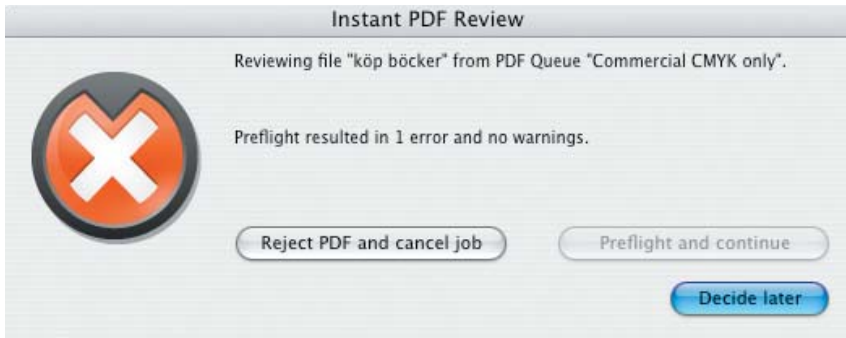 Instant PDF Review
Reviewing file "köp böcker" from PDF Queue "Commercial CMYK only".
Preflight resulted in 1 error and no warnings.
Reject PDF and cancel job
Preflight and continue
Decide later